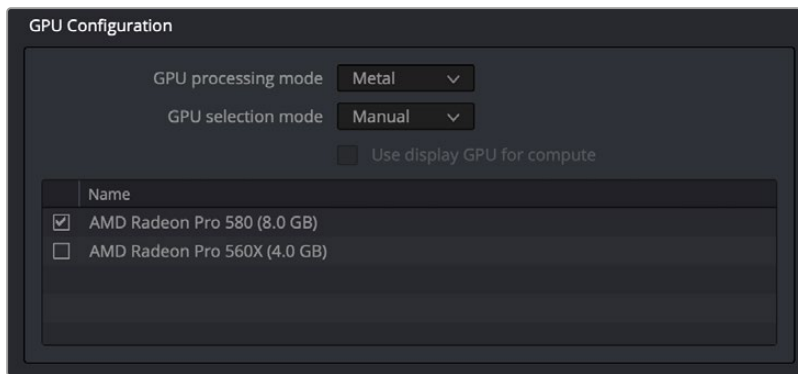 GPU Configuration
GPU processing mode Metal
GPU selection mode Manual
Use display GPU for compute
Name
AMD Radeon Pro 580 (8.0 GB)
AMD Radeon Pro 560X (4.0 GB)